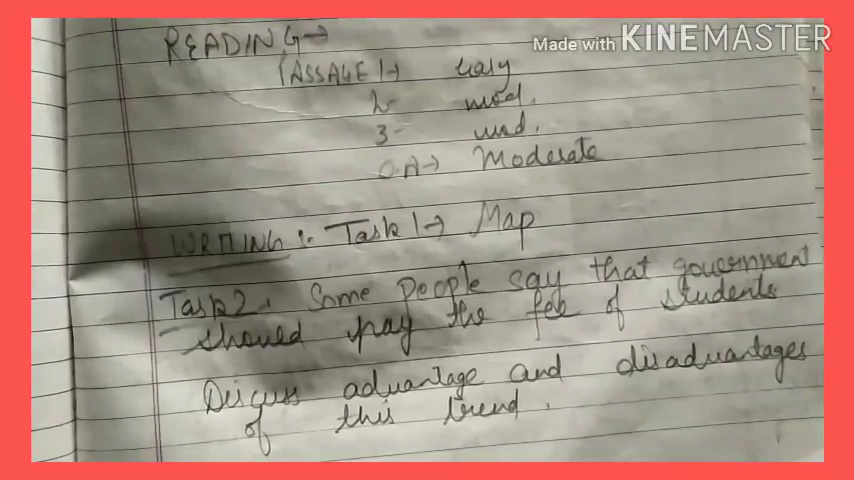 READING→
Made with KINEMASTER
PASSAGE 1→ easy
2- mod.
3- mod.
O.A→ Moderate
WRITING :- Task 1→ Map
Task 2 . Some people say that government
should pay the fee of students
Discuss advantage and disadvantages
of this trend .